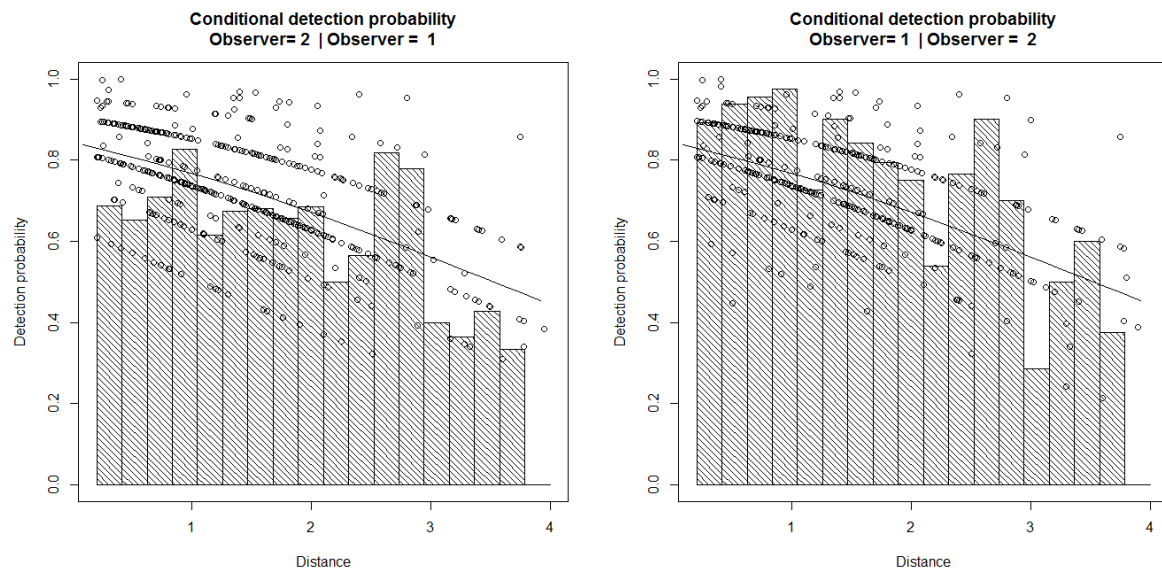 Conditional detection probability
Observer= 2 | Observer = 1
Detection probability
0.0
0.2
0.4
0.6
0.8
1.0
1
2
3
4
Distance
Conditional detection probability
Observer= 1 | Observer = 2
Detection probability
0.0
0.2
0.4
0.6
0.8
1.0
1
2
3
4
Distance